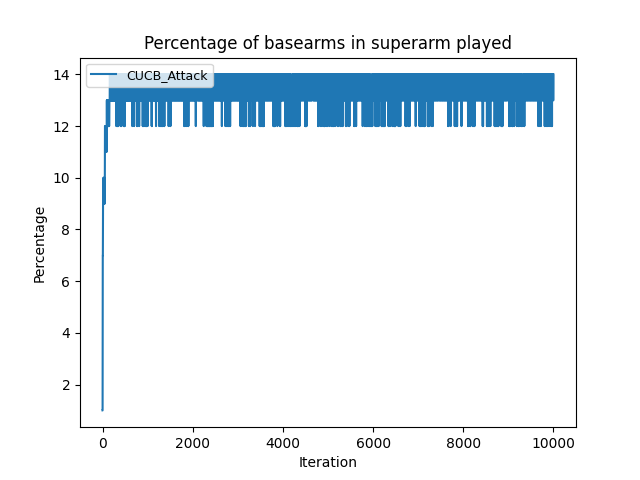 Percentage of basearms in superarm played
CUCB_Attack
14
12
10
8
6
4
2
Percentage
0 2000 4000 6000 8000 10000
Iteration